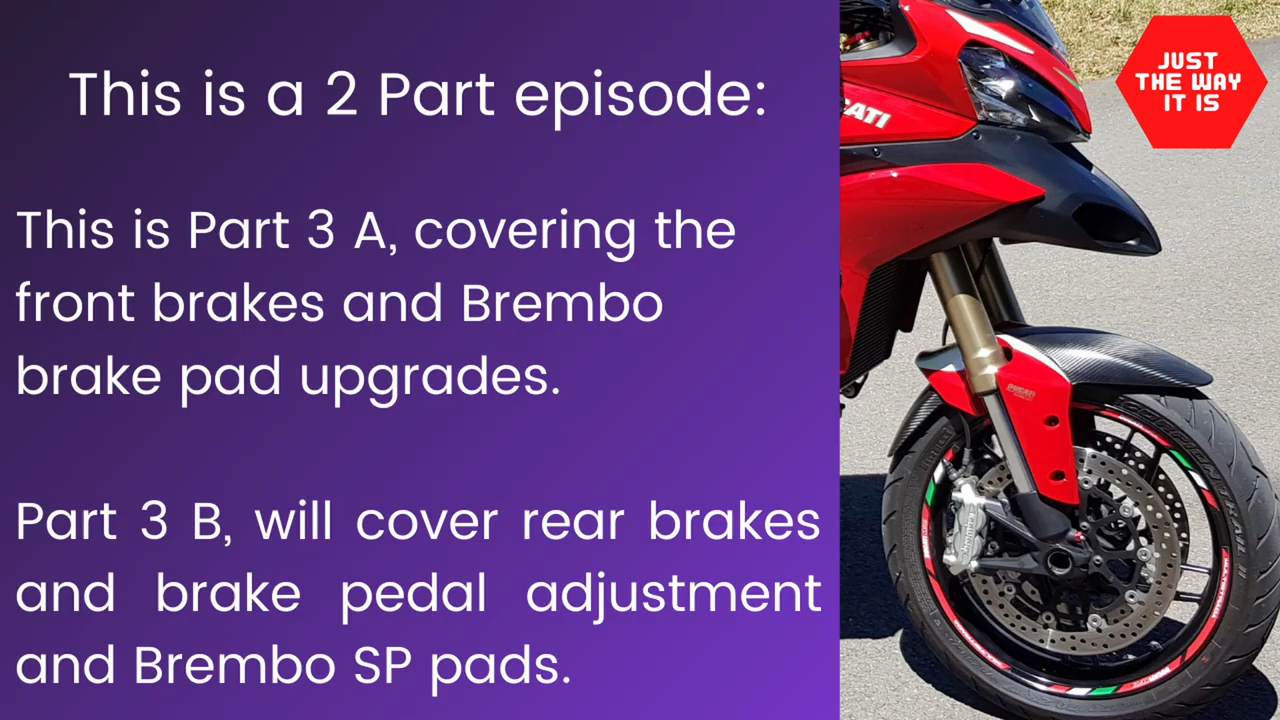 This is a 2 Part episode:
This is Part 3 A, covering the
front brakes and Brembo
brake pad upgrades.
Part 3 B, will cover rear brakes
and brake pedal adjustment
and Brembo SP pads.
JUST
THE WAY
IT IS
CATI